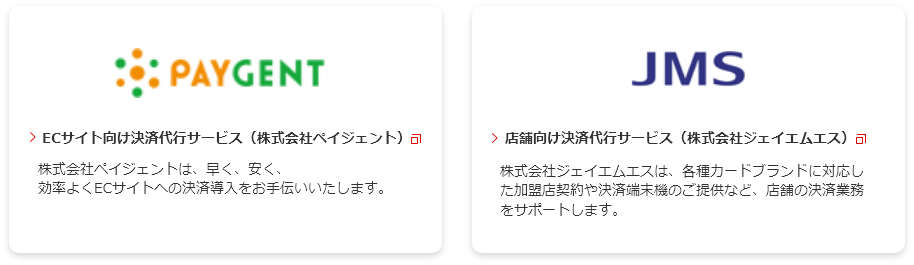 PAYGENT
ECサイト向け決済代行サービス（株式会社ペイジェント）
株式会社ペイジェントは、早く、安く、
効率よくECサイトへの決済導入をお手伝いいたします。
JMS
店舗向け決済代行サービス（株式会社ジェイエムエス）
株式会社ジェイエムエスは、各種カードブランドに対応し
た加盟店契約や決済端末機のご提供など、店舗の決済業務
をサポートします。